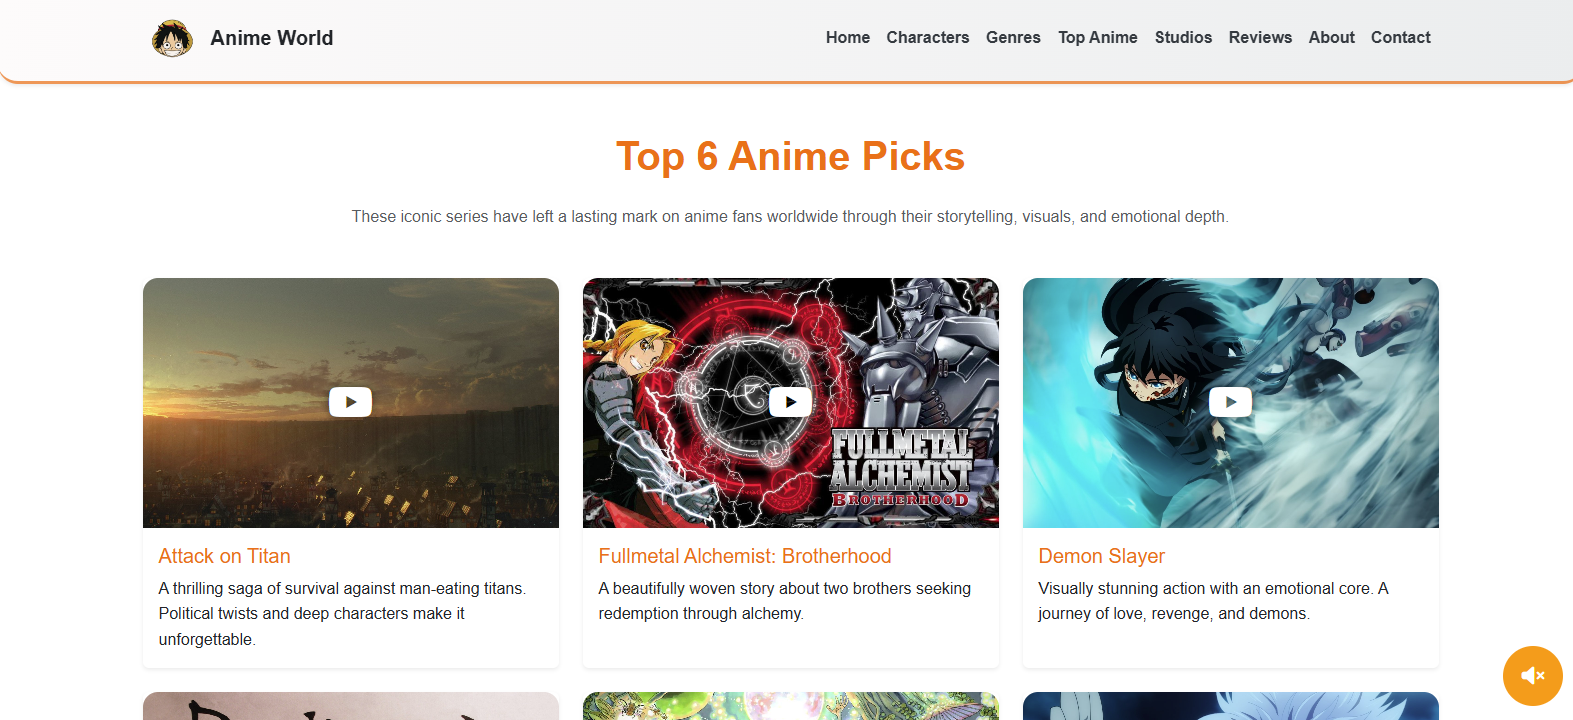 Anime World
Home Characters Genres Top Anime Studios Reviews About Contact
Top 6 Anime Picks
These iconic series have left a lasting mark on anime fans worldwide through their storytelling, visuals, and emotional depth.
FULLMETAL
ALCHEMIST
BROTHERHOOD
Attack on Titan
A thrilling saga of survival against man-eating titans.
Political twists and deep characters make it
unforgettable.
Fullmetal Alchemist: Brotherhood
A beautifully woven story about two brothers seeking
redemption through alchemy.
Demon Slayer
Visually stunning action with an emotional core. A
journey of love, revenge, and demons.